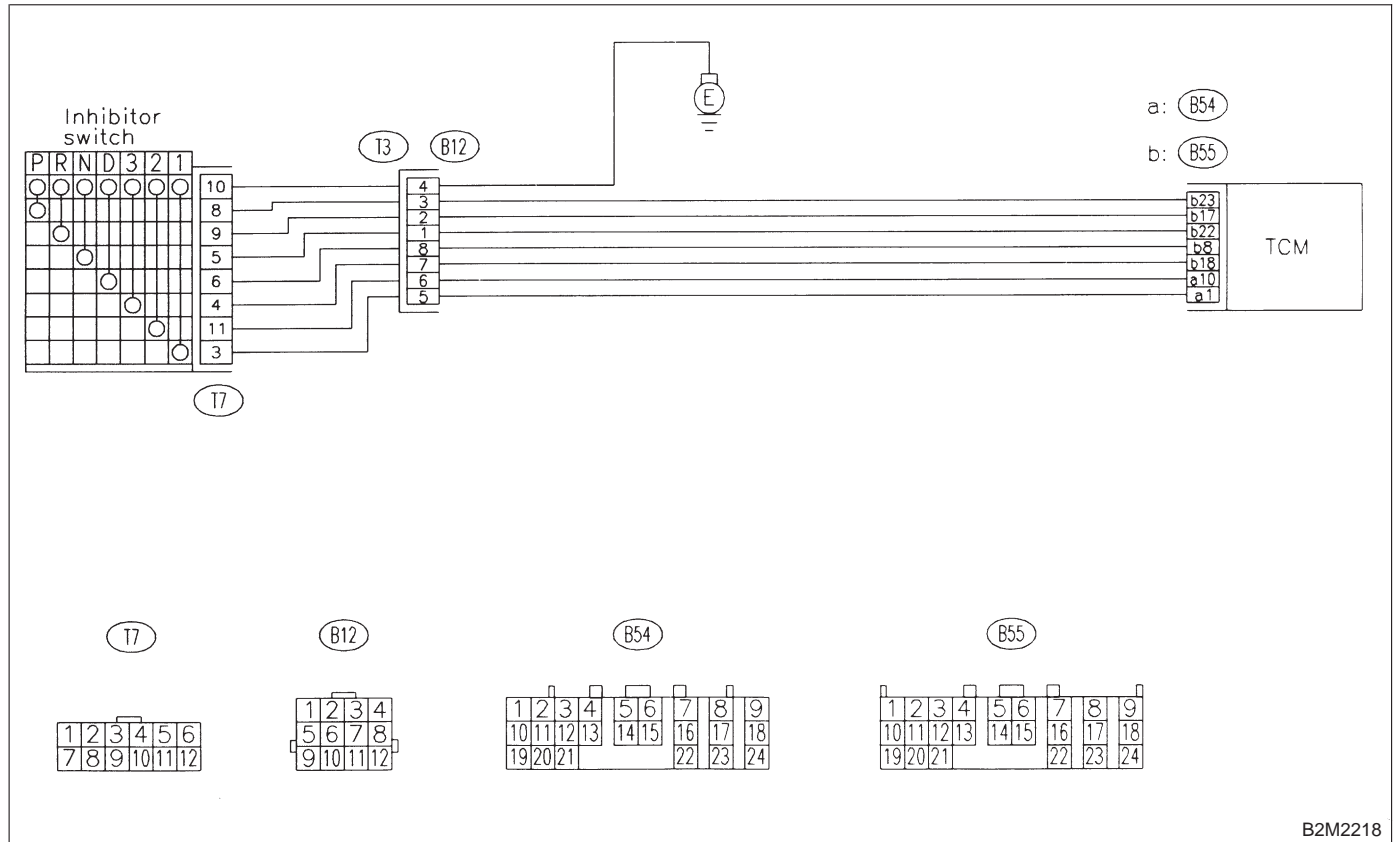 Inhibitor
switch
P R N D 3 2 1
10
8
9
5
6
4
11
3
T7
T3 B12
4
3
2
1
8
7
6
5
E
a: B54
b: B55
b23
b17
b22
b8
b18
a10
a1
TCM
T7
1 2 3 4 5 6
7 8 9 10 11 12
B12
1 2 3 4
5 6 7 8
9 10 11 12
B54
1 2 3 4 5 6 7 8 9
10 11 12 13 14 15 16 17 18
19 20 21 22 23 24
B55
1 2 3 4 5 6 7 8 9
10 11 12 13 14 15 16 17 18
19 20 21 22 23 24
B2M2218